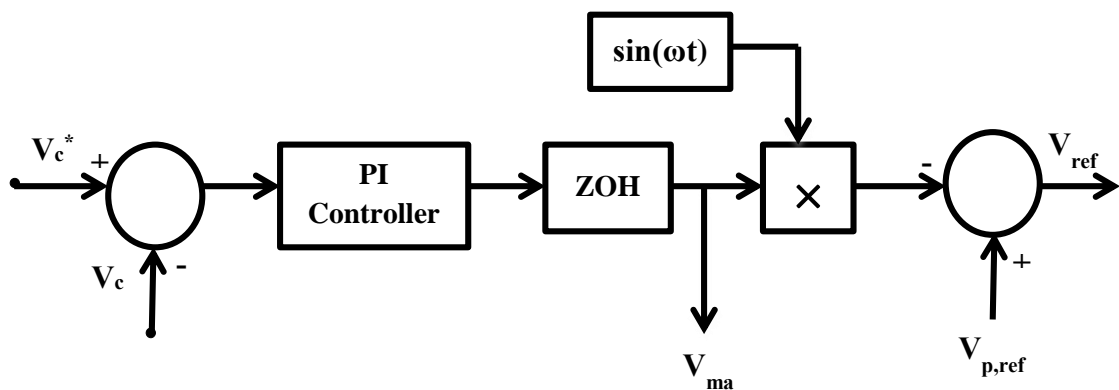 sin(ωt)
Vc*
+
-
Vc
PI
Controller
ZOH
×
-
+
Vref
Vma
Vp,ref